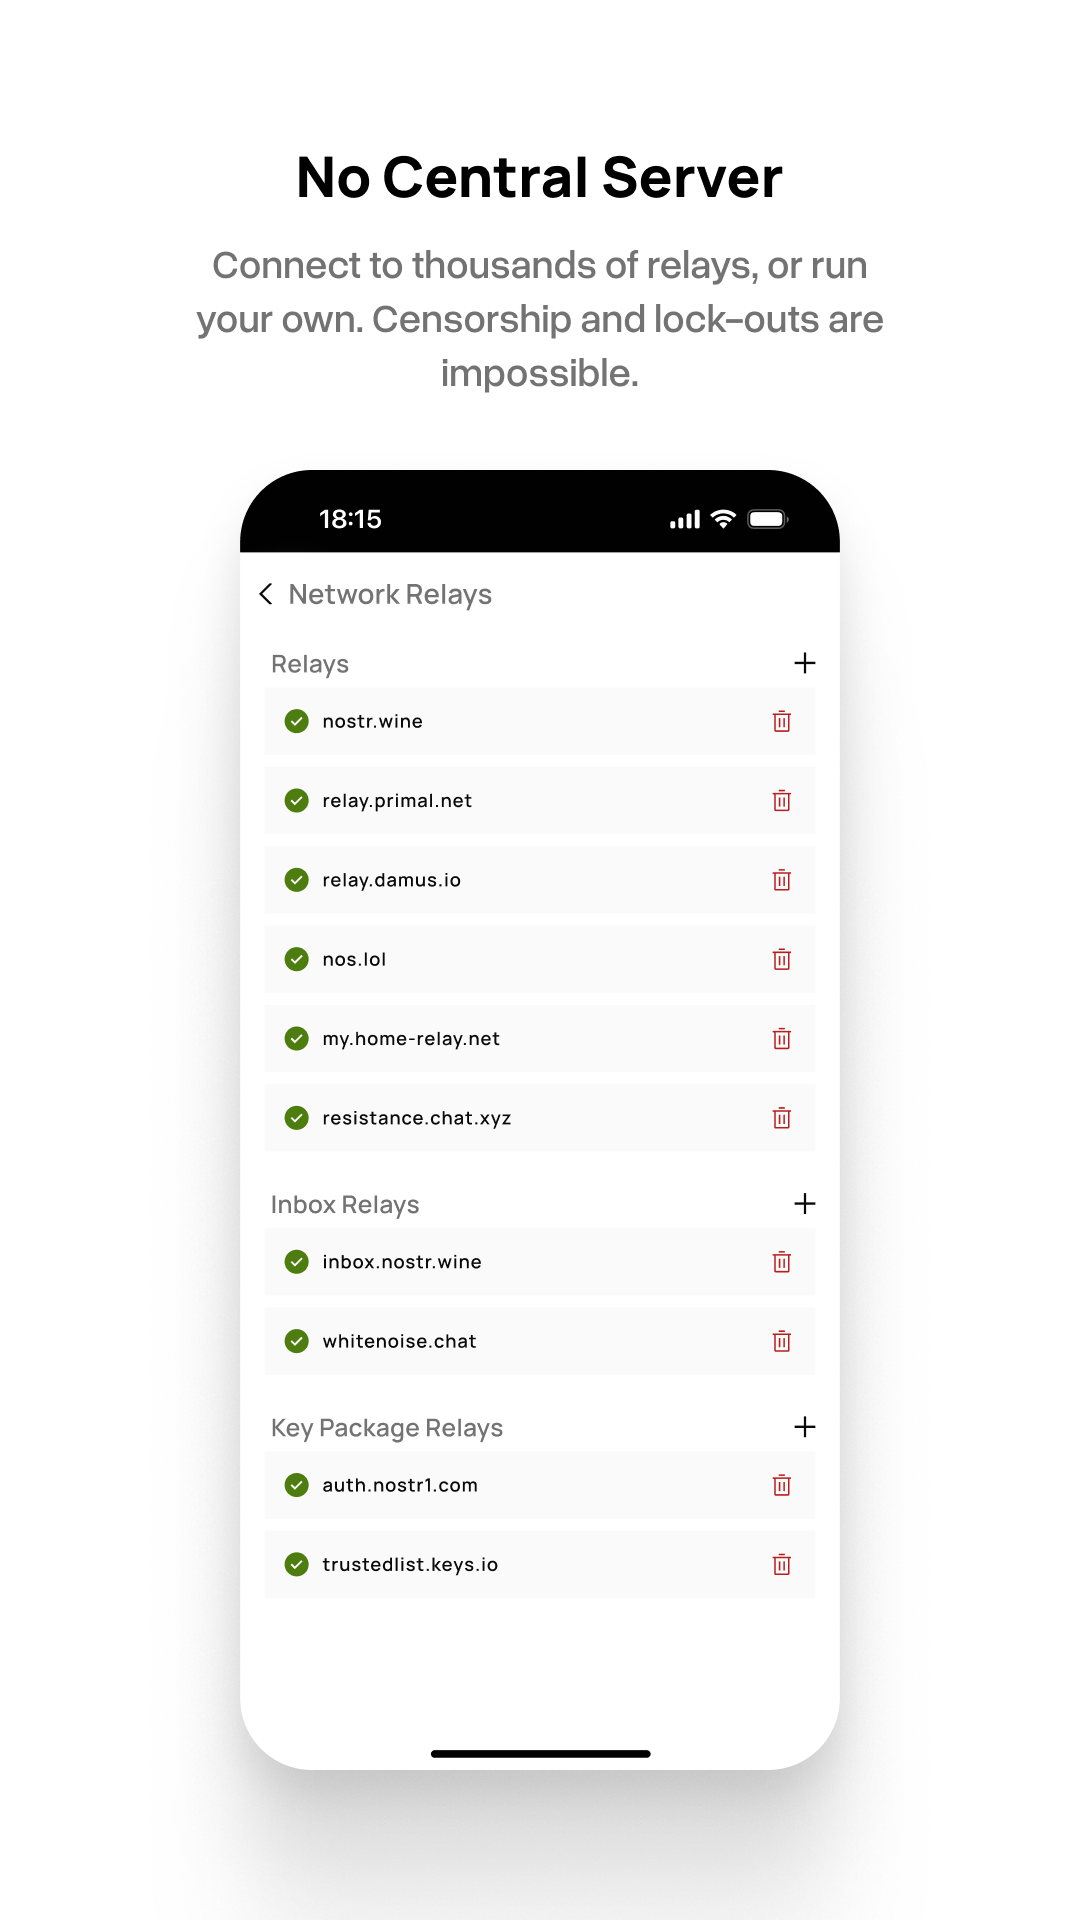 No Central Server
Connect to thousands of relays, or run
your own. Censorship and lock-outs are
impossible.
18:15
Network Relays
Relays
nostr.wine
relay.primal.net
relay.damus.io
nos.lol
my.home-relay.net
resistance.chat.xyz
Inbox Relays
inbox.nostr.wine
whitenoise.chat
Key Package Relays
auth.nostr1.com
trustedlist.keys.io